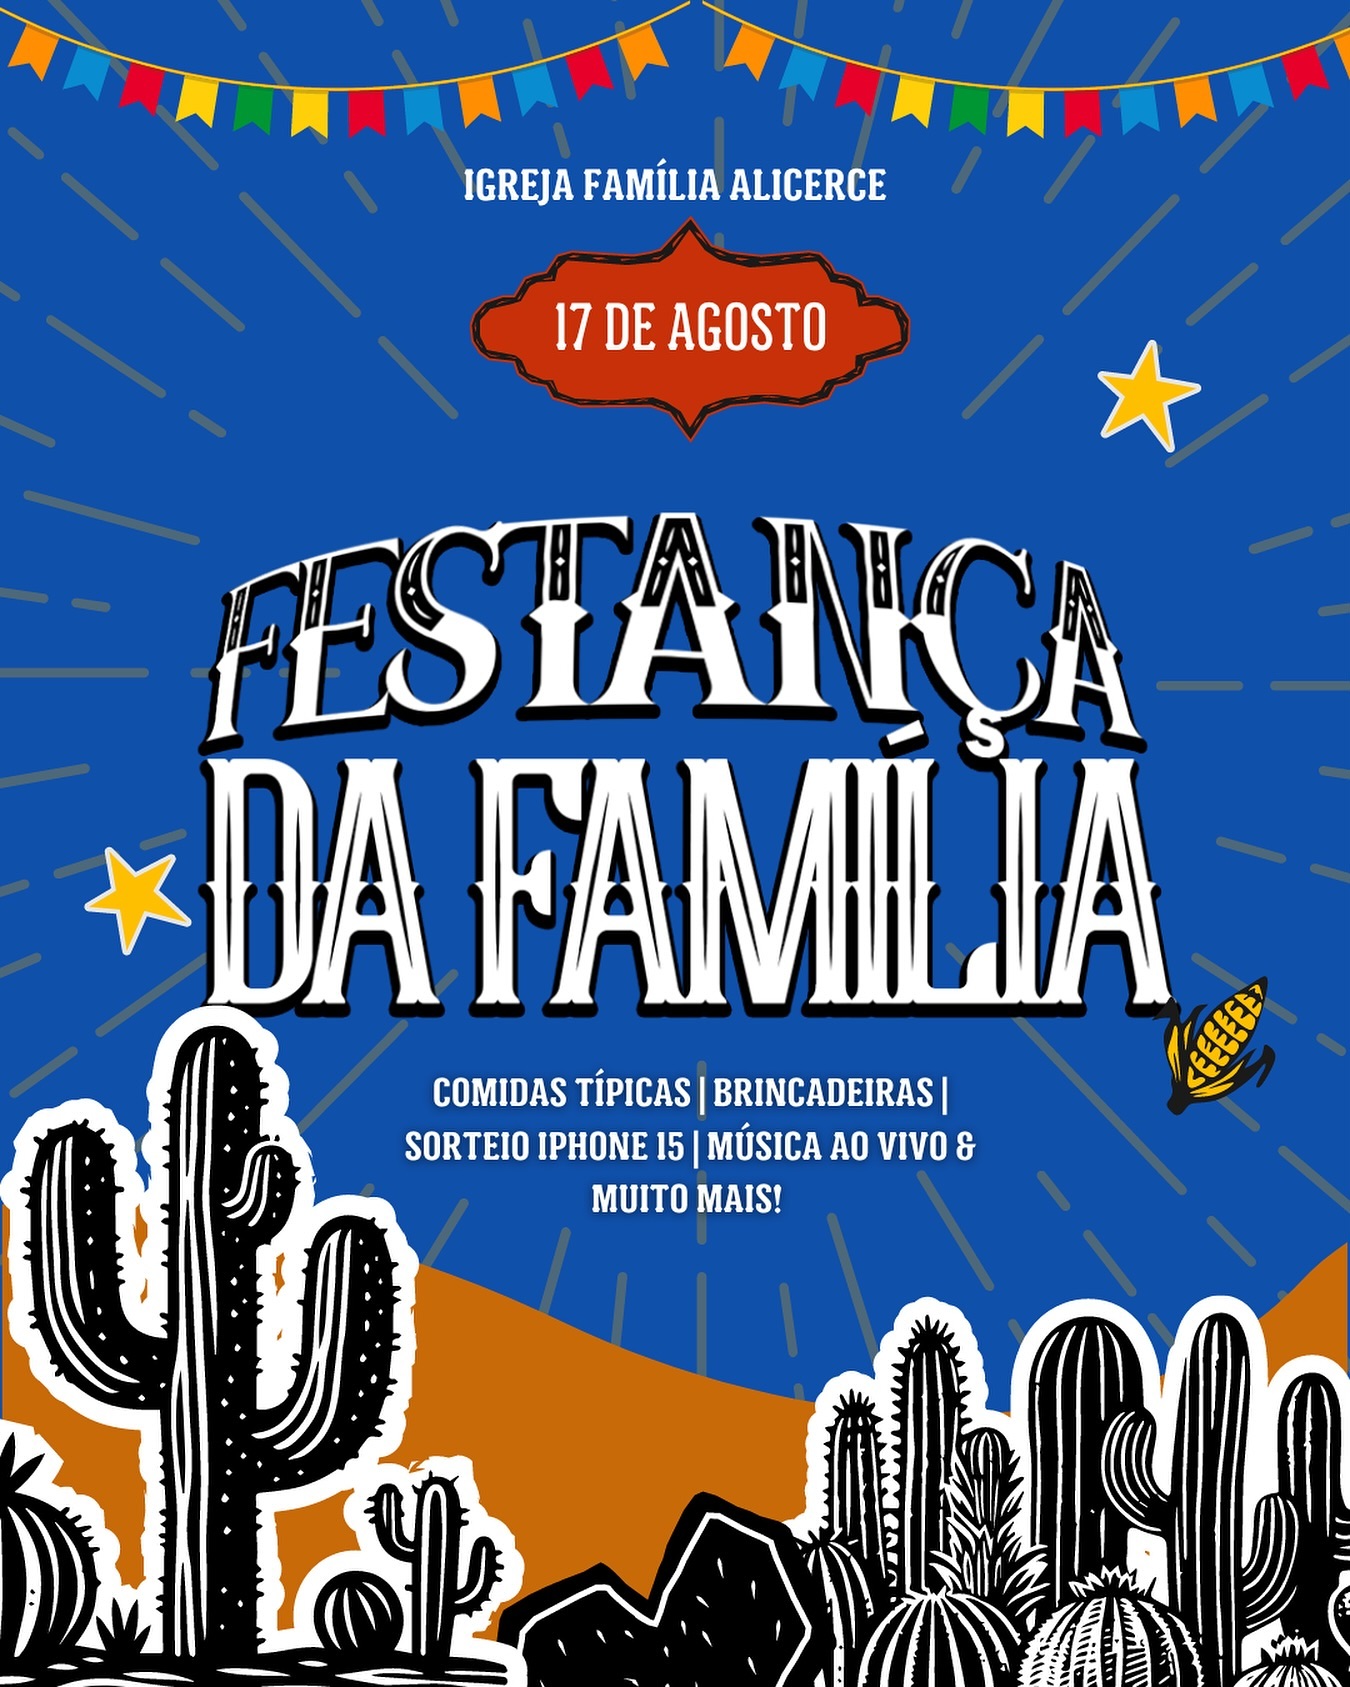 IGREJA FAMÍLIA ALICERCE
17 DE AGOSTO
FESTANÇA
DA FAMÍLIA
COMIDAS TÍPICAS | BRINCADEIRAS |
SORTEIO IPHONE 15 | MÚSICA AO VIVO &
MUITO MAIS!